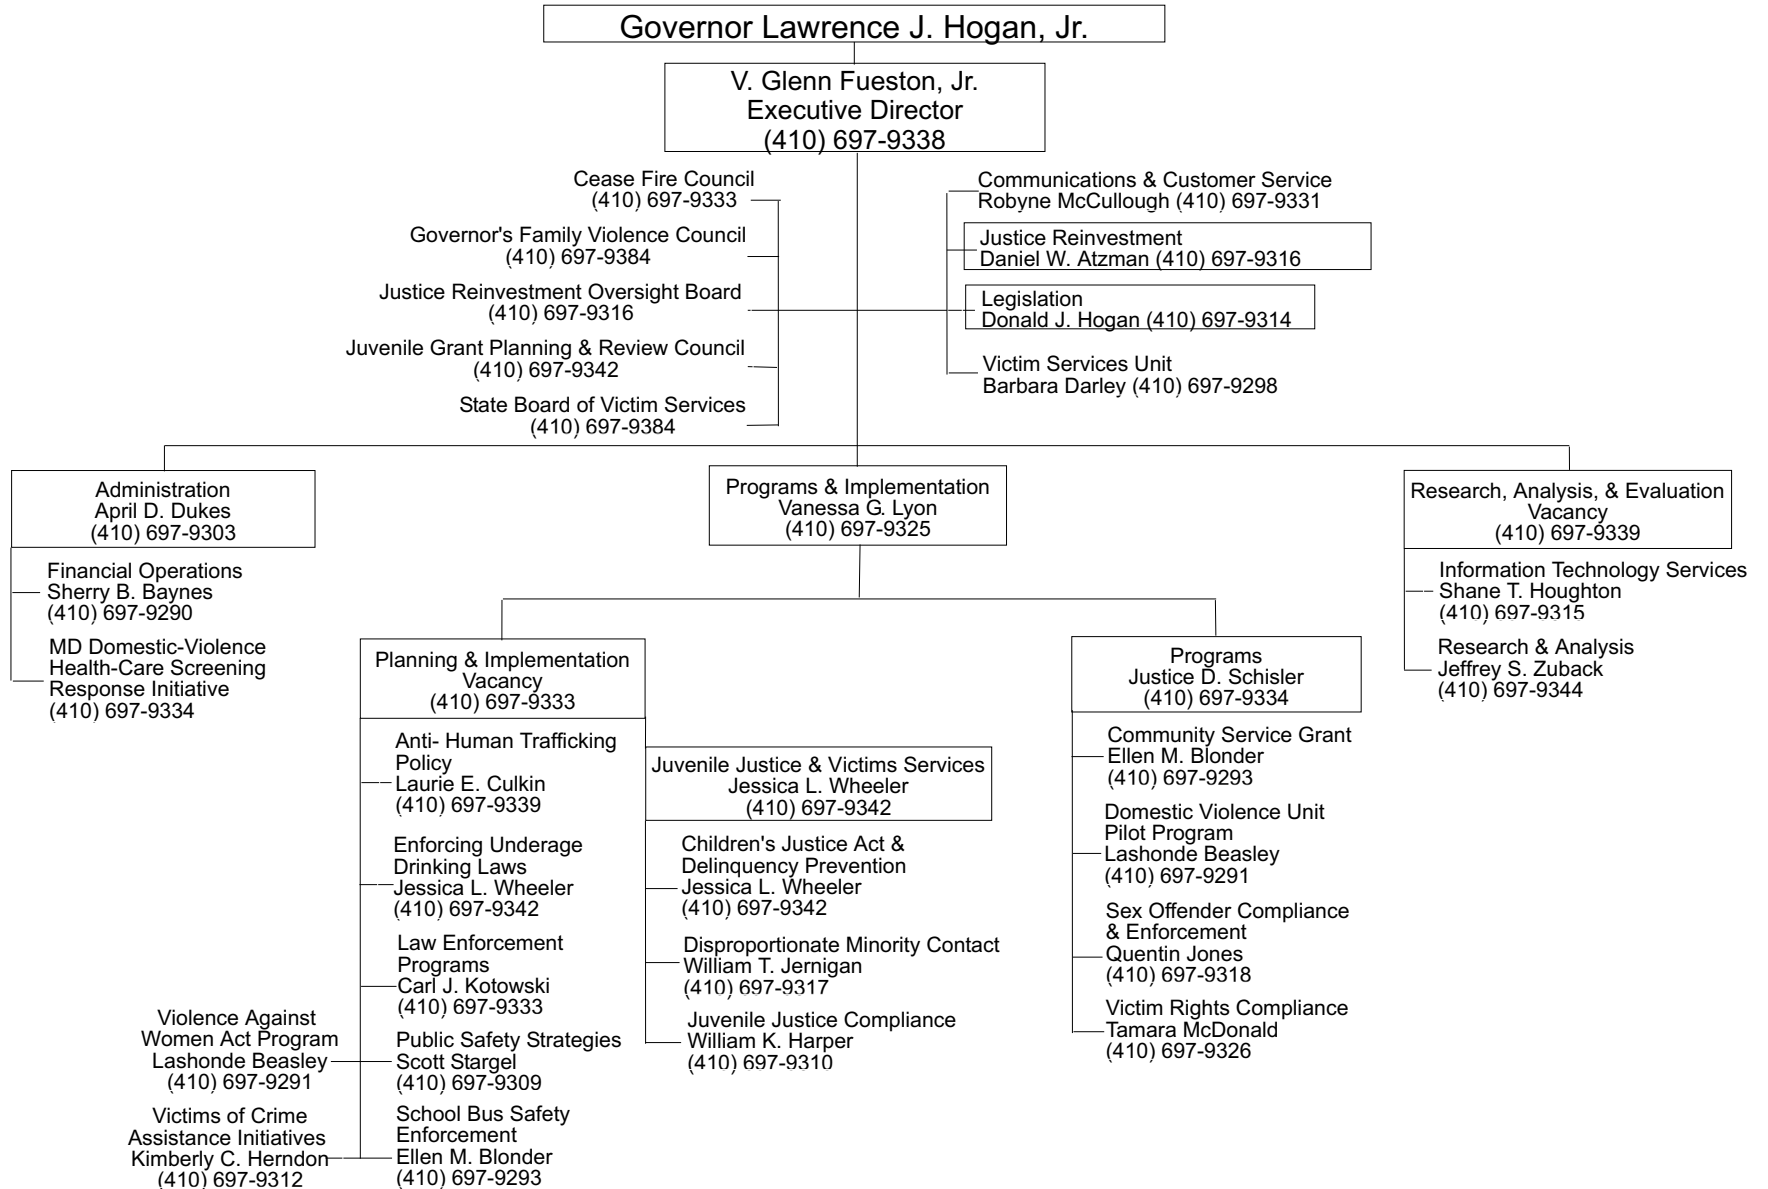 Governor Lawrence J. Hogan, Jr.
V. Glenn Fueston, Jr.
Executive Director
(410) 697-9338
Cease Fire Council
(410) 697-9333
Governor's Family Violence Council
(410) 697-9384
Justice Reinvestment Oversight Board
(410) 697-9316
Juvenile Grant Planning & Review Council
(410) 697-9342
State Board of Victim Services
(410) 697-9384
Communications & Customer Service
Robyne McCullough (410) 697-9331
Justice Reinvestment
Daniel W. Atzman (410) 697-9316
Legislation
Donald J. Hogan (410) 697-9314
Victim Services Unit
Barbara Darley (410) 697-9298
Administration
April D. Dukes
(410) 697-9303
Financial Operations
Sherry B. Baynes
(410) 697-9290
MD Domestic-Violence
Health-Care Screening
Response Initiative
(410) 697-9334
Programs & Implementation
Vanessa G. Lyon
(410) 697-9325
Planning & Implementation
Vacancy
(410) 697-9333
Anti- Human Trafficking
Policy
Laurie E. Culkin
(410) 697-9339
Enforcing Underage
Drinking Laws
Jessica L. Wheeler
(410) 697-9342
Law Enforcement
Programs
Carl J. Kotowski
(410) 697-9333
Violence Against
Women Act Program
Lashonde Beasley
(410) 697-9291
Public Safety Strategies
Scott Stargel
(410) 697-9309
Victims of Crime
Assistance Initiatives
Kimberly C. Herndon
(410) 697-9312
School Bus Safety
Enforcement
Ellen M. Blonder
(410) 697-9293
Juvenile Justice & Victims Services
Jessica L. Wheeler
(410) 697-9342
Children's Justice Act &
Delinquency Prevention
Jessica L. Wheeler
(410) 697-9342
Disproportionate Minority Contact
William T. Jernigan
(410) 697-9317
Juvenile Justice Compliance
William K. Harper
(410) 697-9310
Programs
Justice D. Schisler
(410) 697-9334
Community Service Grant
Ellen M. Blonder
(410) 697-9293
Domestic Violence Unit
Pilot Program
Lashonde Beasley
(410) 697-9291
Sex Offender Compliance
& Enforcement
Quentin Jones
(410) 697-9318
Victim Rights Compliance
Tamara McDonald
(410) 697-9326
Research, Analysis, & Evaluation
Vacancy
(410) 697-9339
Information Technology Services
Shane T. Houghton
(410) 697-9315
Research & Analysis
Jeffrey S. Zuback
(410) 697-9344